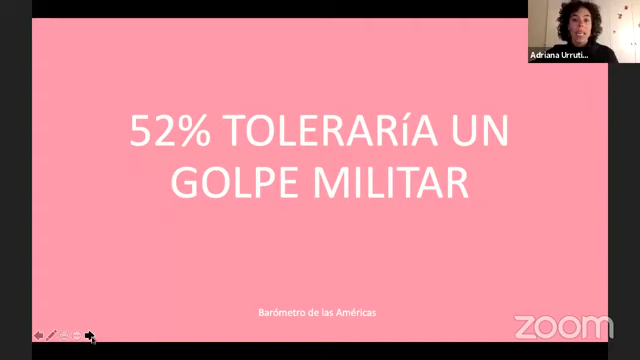 Adriana Urruti...
52% TOLERARíA UN
GOLPE MILITAR
Barómetro de las Américas
zoom